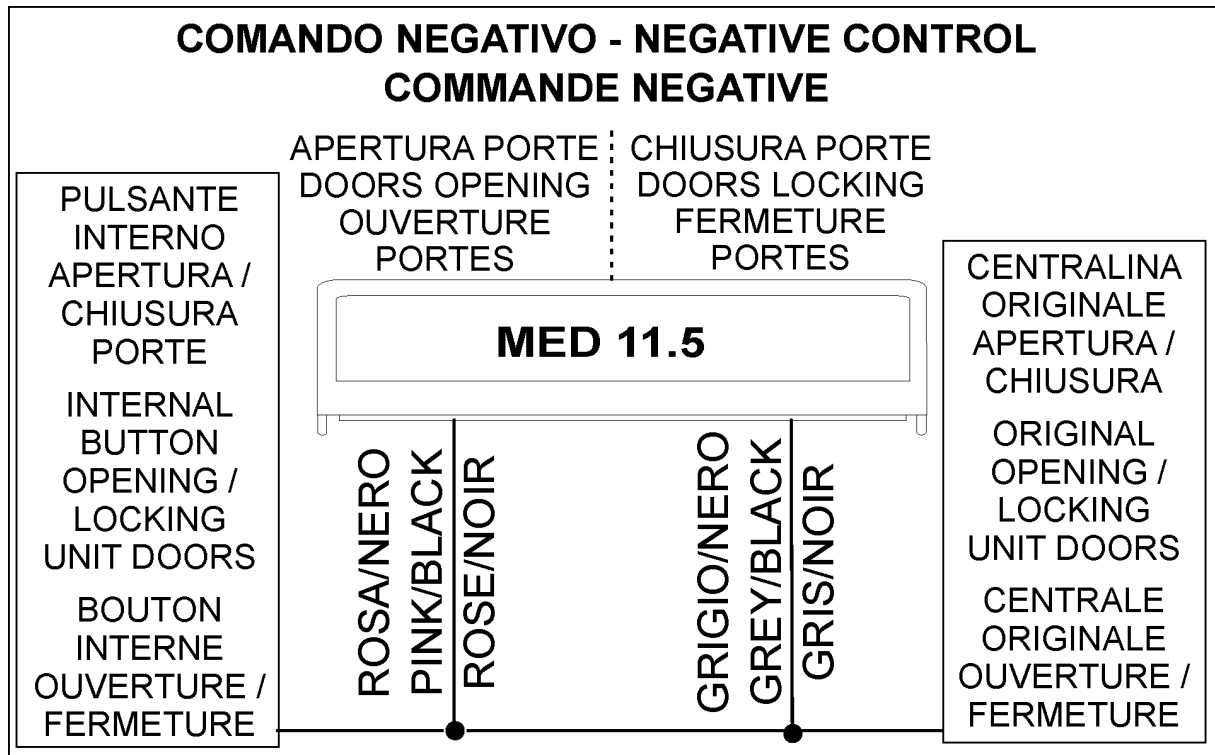 COMANDO NEGATIVO - NEGATIVE CONTROL
COMMANDE NEGATIVE
APERTURA PORTE
DOORS OPENING
OUVERTURE
PORTES
CHIUSURA PORTE
DOORS LOCKING
FERMETURE
PORTES
PULSANTE
INTERNO
APERTURA /
CHIUSURA
PORTE
INTERNAL
BUTTON
OPENING /
LOCKING
UNIT DOORS
BOUTON
INTERNE
OUVERTURE /
FERMETURE
MED 11.5
ROSA/NERO
PINK/BLACK
ROSE/NOIR
GRIGIO/NERO
GREY/BLACK
GRIS/NOIR
CENTRALINA
ORIGINALE
APERTURA /
CHIUSURA
ORIGINAL
OPENING /
LOCKING
UNIT DOORS
CENTRALE
ORIGINALE
OUVERTURE /
FERMETURE